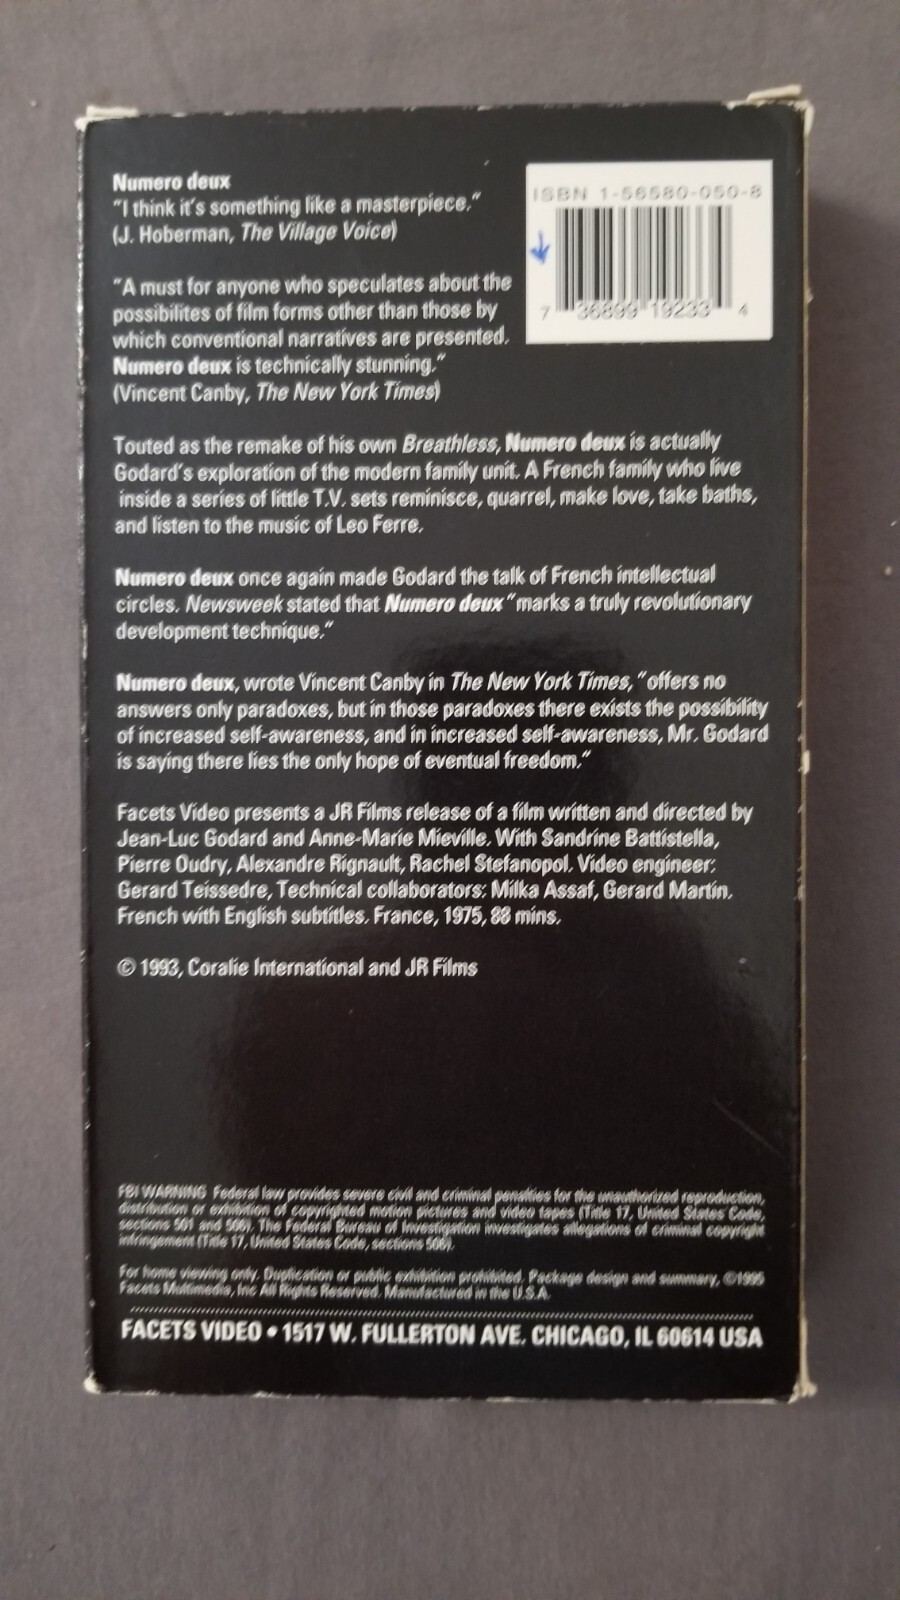 Numero deux
"I think it's something like a masterpiece."
(J. Hoberman, The Village Voice)
ISBN 1-56580-050-8
7 36899 19233 4
"A must for anyone who speculates about the
possibilites of film forms other than those by
which conventional narratives are presented.
Numero deux is technically stunning."
(Vincent Canby, The New York Times)
Touted as the remake of his own Breathless, Numero deux is actually
Godard's exploration of the modern family unit. A French family who live
inside a series of little T.V. sets reminisce, quarrel, make love, take baths,
and listen to the music of Leo Ferre.
Numero deux once again made Godard the talk of French intellectual
circles. Newsweek stated that Numero deux "marks a truly revolutionary
development technique."
Numero deux, wrote Vincent Canby in The New York Times, "offers no
answers only paradoxes, but in those paradoxes there exists the possibility
of increased self-awareness, and in increased self-awareness, Mr. Godard
is saying there lies the only hope of eventual freedom."
Facets Video presents a JR Films release of a film written and directed by
Jean-Luc Godard and Anne-Marie Mieville. With Sandrine Battistella,
Pierre Oudry, Alexandre Rignault, Rachel Stefanopol. Video engineer:
Gerard Teissedre, Technical collaborators: Milka Assaf, Gerard Martin.
French with English subtitles. France, 1975, 88 mins.
© 1993, Coralie International and JR Films
FBI WARNING Federal law provides severe civil and criminal penalties for the unauthorized reproduction,
distribution or exhibition of copyrighted motion pictures and video tapes (Title 17, United States Code,
sections 501 and 506). The Federal Bureau of Investigation investigates allegations of criminal copyright
infringement (Title 17, United States Code, sections 506).
For home viewing only. Duplication or public exhibition prohibited. Package design and summary, ©1995
Facets Multimedia, Inc All Rights Reserved. Manufactured in the U.S.A.
FACETS VIDEO • 1517 W. FULLERTON AVE. CHICAGO, IL 60614 USA